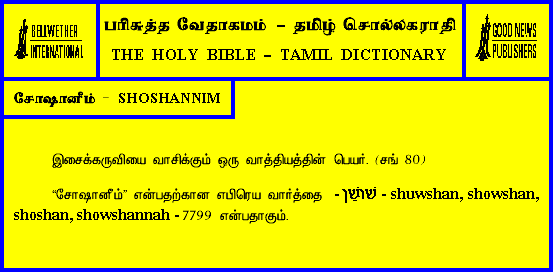 BELLWETHER
INTERNATIONAL
பரிசுத்த வேதாகமம் – தமிழ் சொல்லகராதி
THE HOLY BIBLE – TAMIL DICTIONARY
GOOD NEWS
PUBLISHERS
சோஷானீம் – SHOSHANNIM
இசைக்கருவியை வாசிக்கும் ஒரு வாத்தியத்தின் பெயர். (சங் 80)
“சோஷானீம்” என்பதற்கான எபிரெய வார்த்தை - שׁוּשַׁן - shuwshan, showshan,
shoshan, showshannah - 7799 என்பதாகும்.